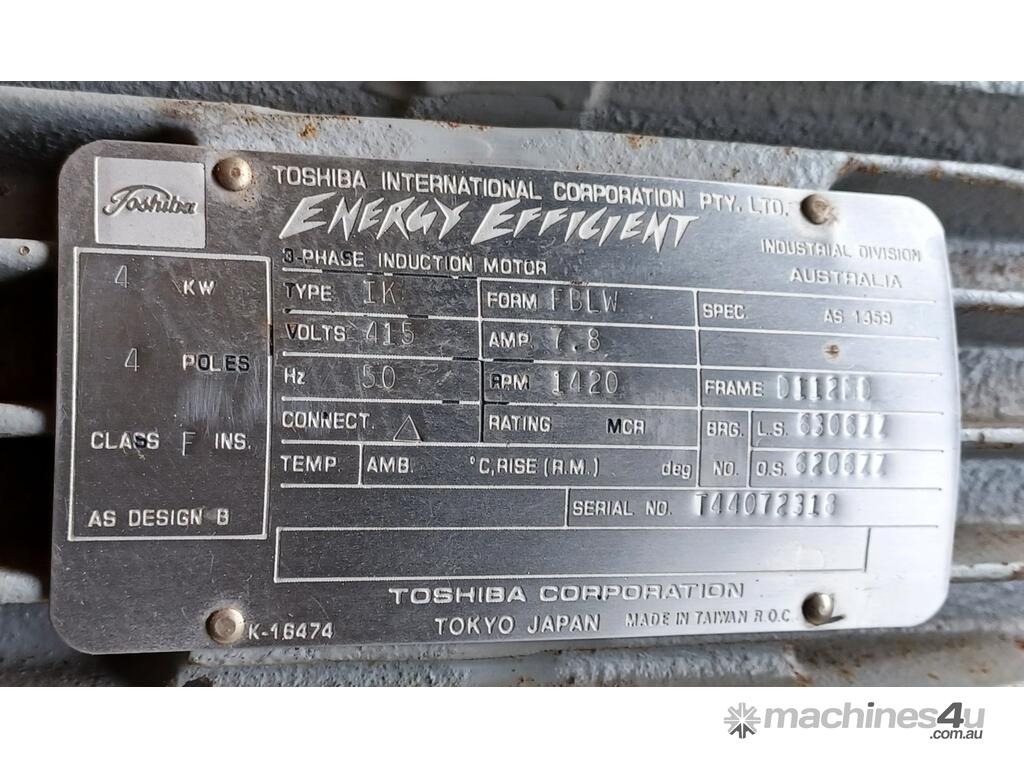 Toshiba
TOSHIBA INTERNATIONAL CORPORATION PTY. LTD.
ENERGY EFFICIENT
INDUSTRIAL DIVISION
AUSTRALIA
3-PHASE INDUCTION MOTOR
4 KW
4 POLES
CLASS F INS.
AS DESIGN B
TYPE IK FORM FBLW SPEC. AS 1359
VOLTS 415 AMP. 7.8
Hz 50 RPM 1420 FRAME
CONNECT. △ RATING MCR BRG. L.S. 6306ZZ
TEMP. AMB. °C, RISE (R.M.) deg NO. O.S. 6206ZZ
SERIAL NO. T44072318
TOSHIBA CORPORATION
TOKYO JAPAN MADE IN TAIWAN R.O.C.
K-16474
machines4u
.com.au